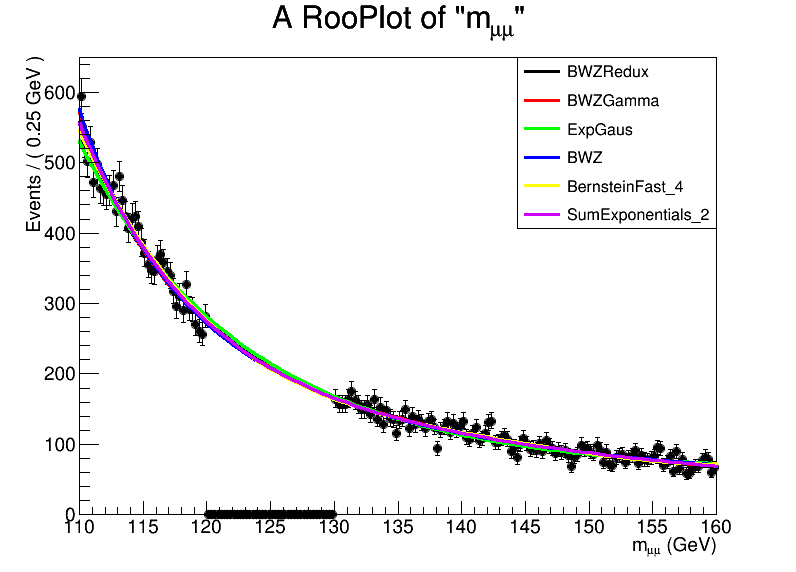 A RooPlot of "mμμ"
Events / ( 0.25 GeV )
600
500
400
300
200
100
0
BWZRedux
BWZGamma
ExpGaus
BWZ
BernsteinFast_4
SumExponentials_2
110 115 120 125 130 135 140 145 150 155 160
mμμ (GeV)